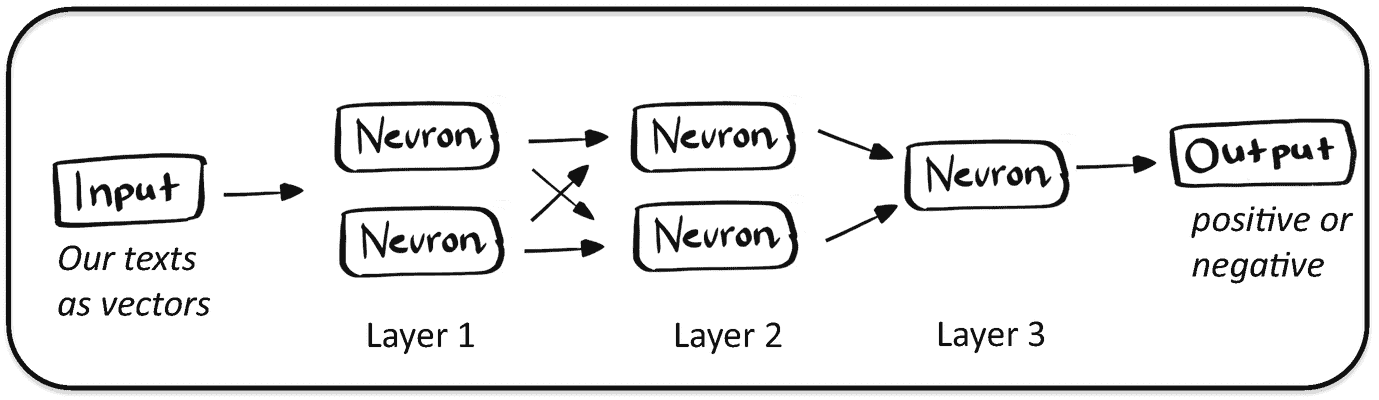 Neuron
Neuron
Neuron
Output
Input
Neuron
Neuron
positive or
negative
Our texts
as vectors
Layer 1
Layer 2
Layer 3